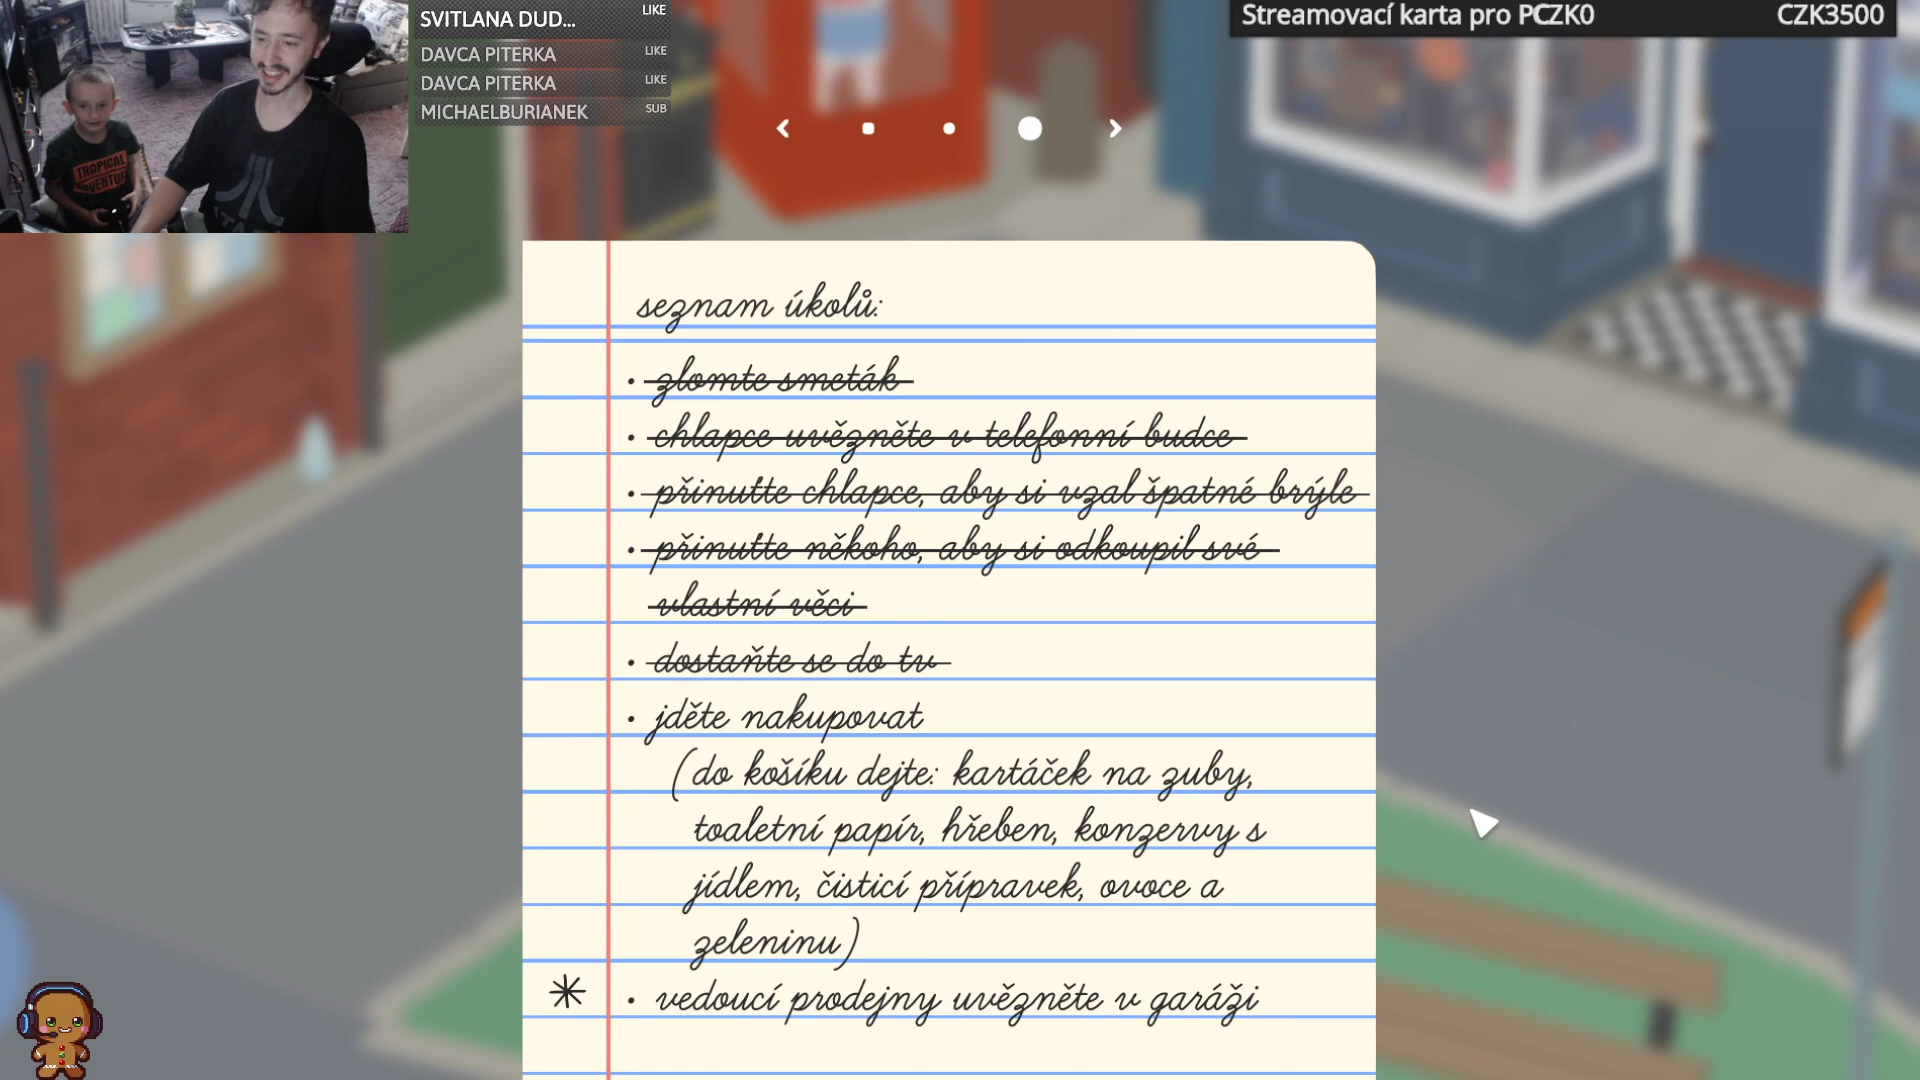 SVITLANA DUD... LIKE
DAVCA PITERKA LIKE
DAVCA PITERKA LIKE
MICHAELBURIANEK SUB
Streamovací karta pro PC CZK0 CZK3500
TROPICAL
seznam úkolů:
• zlomte smeták
• chlapce uvězněte v telefonní budce
• přinuťte chlapce, aby si vzal špatné brýle
• přinuťte někoho, aby si odkoupil své
vlastní věci
• dostaňte se do tv
• jděte nakupovat
(do košíku dejte: kartáček na zuby,
toaletní papír, hřeben, konzervy s
jídlem, čisticí přípravek, ovoce a
zeleninu)
• vedoucí prodejny uvězněte v garáži